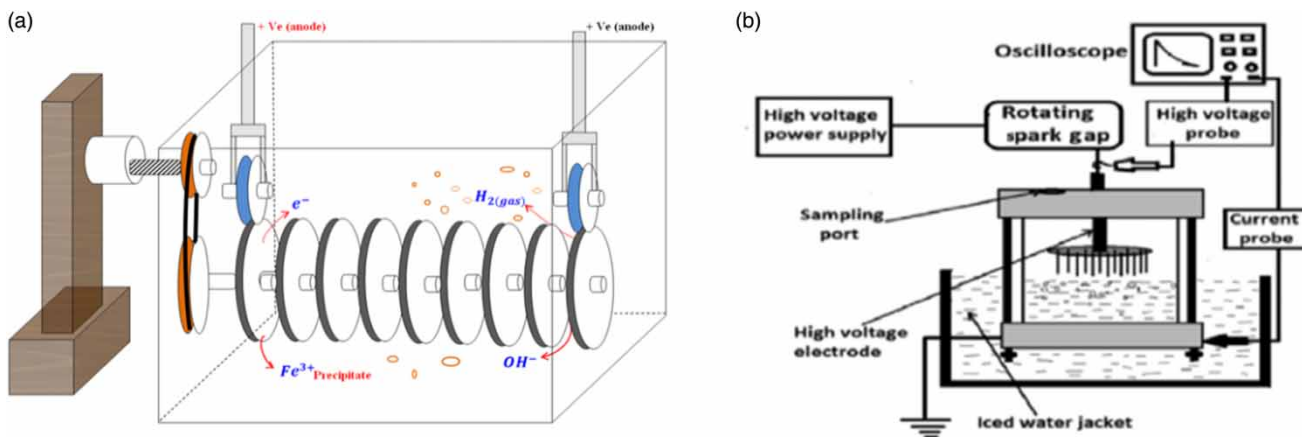 (a)
+ Ve (anode)
+ Ve (anode)
e⁻
H₂(gas)
Fe³⁺Precipitate
OH⁻
(b)
Oscilloscope
High voltage
power supply
Rotating
spark gap
High voltage
probe
Sampling
port
Current
probe
High voltage
electrode
Iced water jacket